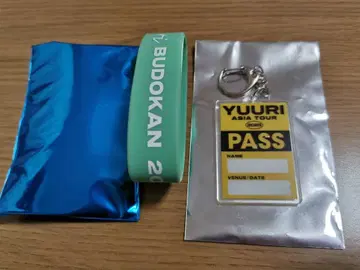 BUDOKAN 20
YUURI
ASIA TOUR
PASS
NAME
VENUE/DATE